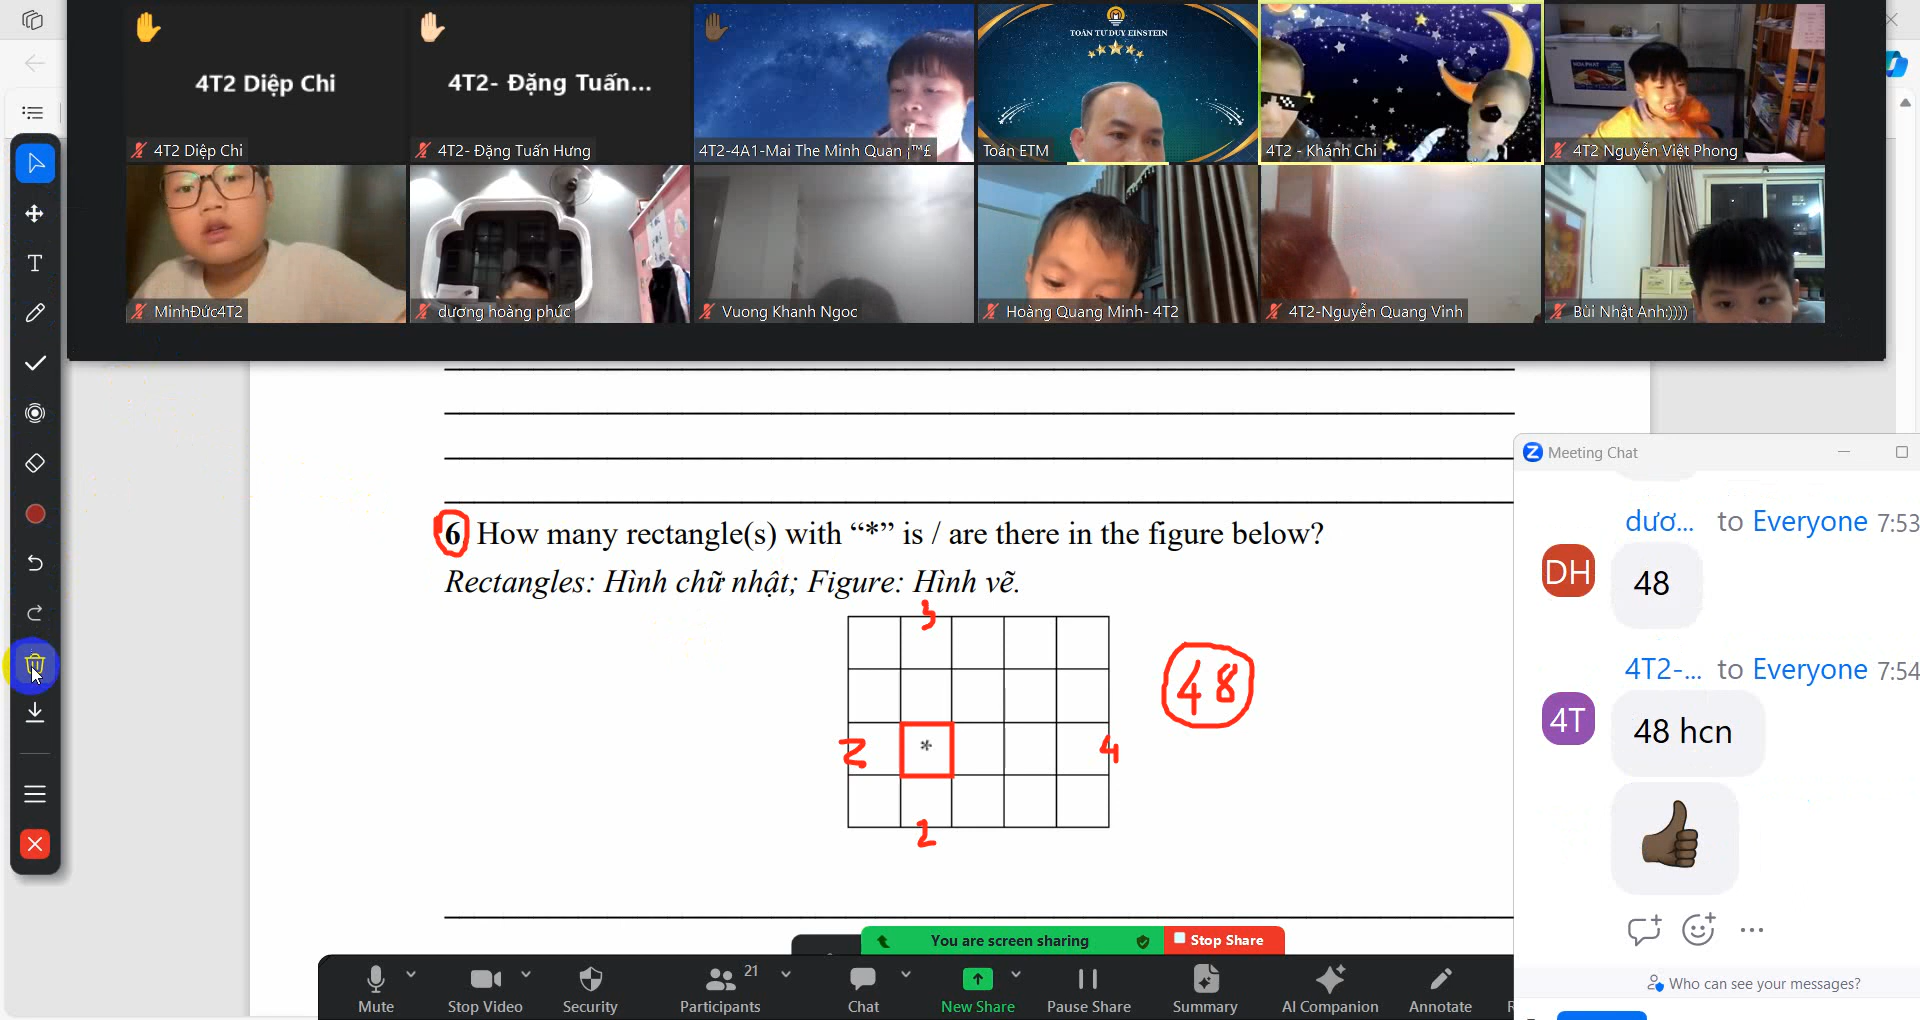 4T2 Diệp Chi
4T2 Diệp Chi
4T2- Đặng Tuấn...
4T2- Đặng Tuấn Hưng
4T2-4A1-Mai The Minh Quan ¡™£
TOÁN TƯ DUY EINSTEIN
Toán ETM
4T2 - Khánh Chi
4T2 Nguyễn Việt Phong
MinhĐức4T2
dương hoàng phúc
Vuong Khanh Ngoc
Hoàng Quang Minh- 4T2
4T2-Nguyễn Quang Vinh
Bùi Nhật Anh:))))
6 How many rectangle(s) with “*” is / are there in the figure below?
Rectangles: Hình chữ nhật; Figure: Hình vẽ.
3
2
*
4
2
48
Meeting Chat
dươ... to Everyone 7:53
DH
48
4T2-... to Everyone 7:54
4T
48 hcn
Who can see your messages?
You are screen sharing
Stop Share
Mute
Stop Video
Security
Participants 21
Chat
New Share
Pause Share
Summary
AI Companion
Annotate